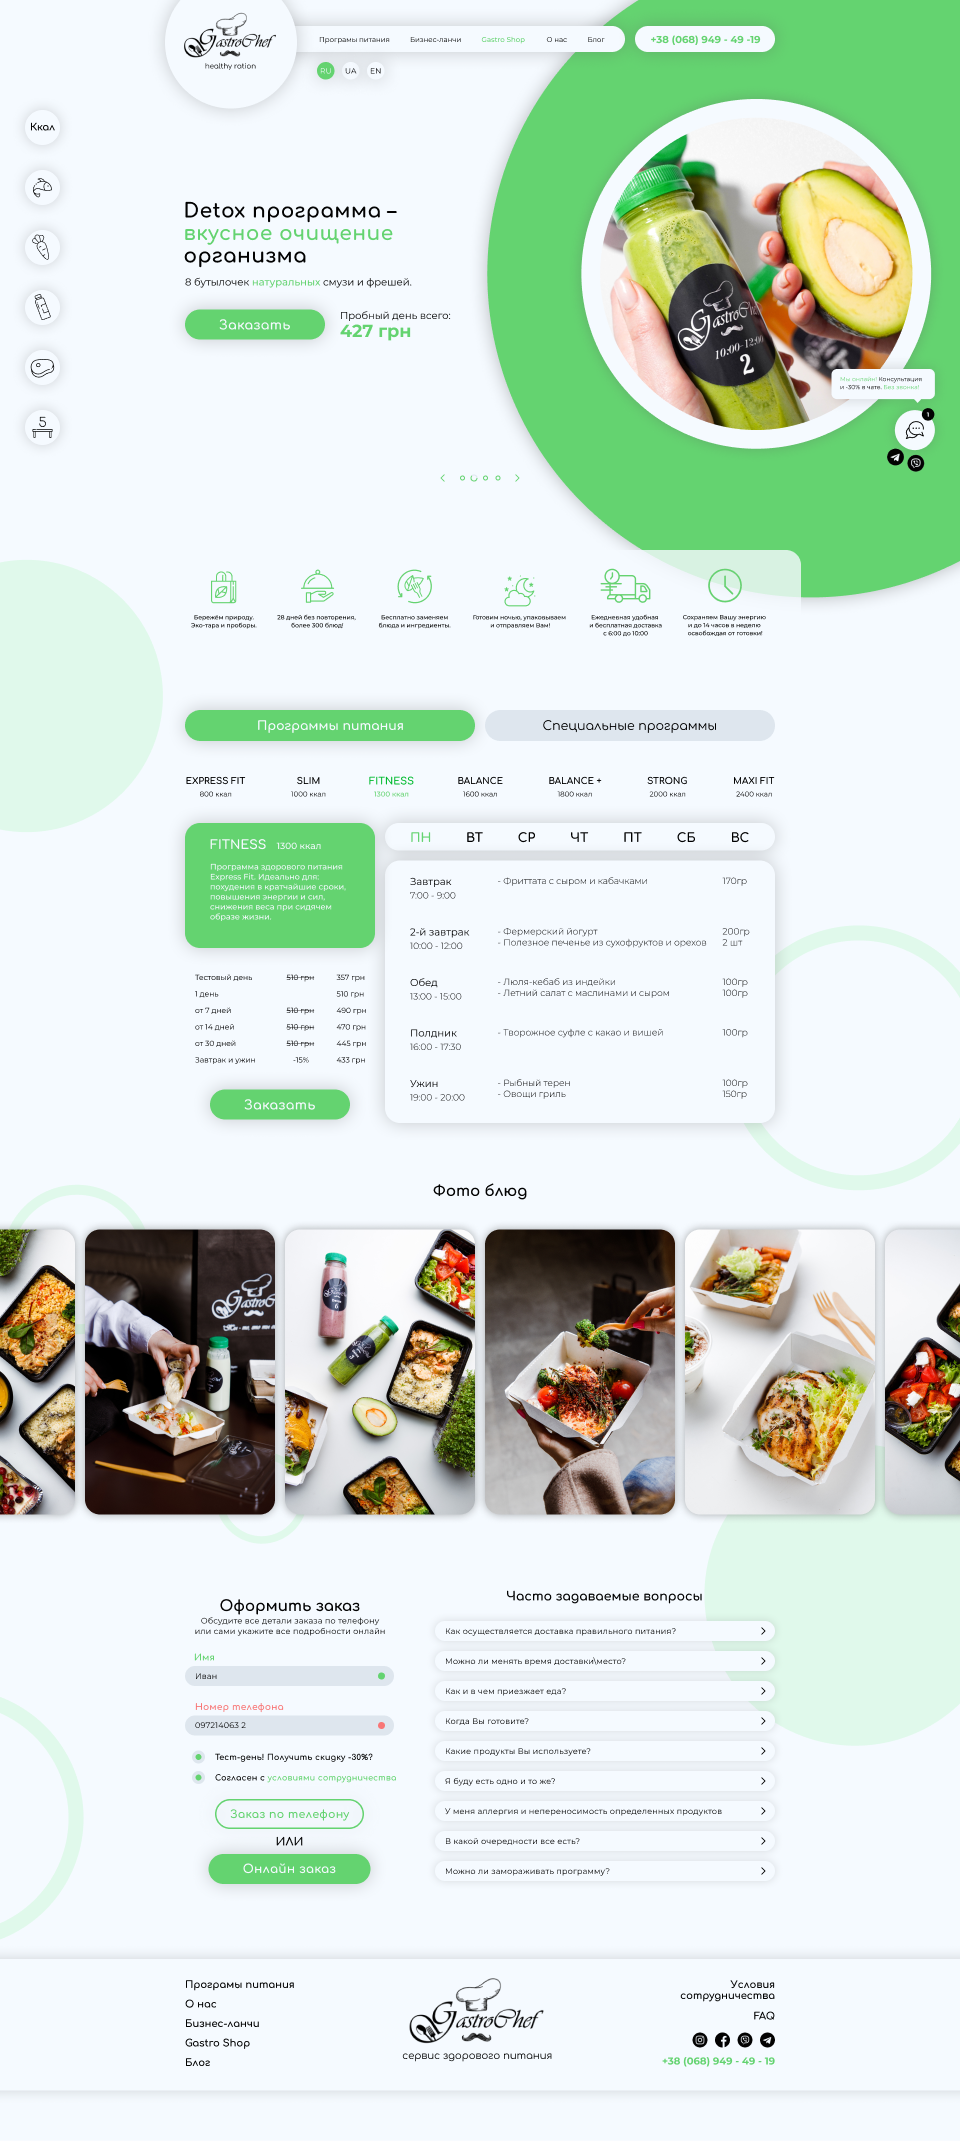 GastroChef
healthy ration
Програмы питания
Бизнес-ланчи
Gastro Shop
О нас
Блог
+38 (068) 949 - 49 -19
RU
UA
EN
Ккал
5
Detox программа –
вкусное очищение
организма
8 бутылочек натуральных смузи и фрешей.
Заказать
Пробный день всего:
427 грн
GastroChef
10:00-12:00
2
Мы онлайн! Консультация
и -30% в чате. Без звонка!
1
Бережём природу.
Эко-тара и проборы.
28 дней без повторения,
более 300 блюд!
Бесплатно заменяем
блюда и ингредиенты.
Готовим ночью, упаковываем
и отправляем Вам!
Ежедневная удобная
и бесплатная доставка
с 6:00 до 10:00
Сохраняем Вашу энергию
и до 14 часов в неделю
освобождая от готовки!
Программы питания
Специальные программы
EXPRESS FIT
800 ккал
SLIM
1000 ккал
FITNESS
1300 ккал
BALANCE
1600 ккал
BALANCE +
1800 ккал
STRONG
2000 ккал
MAXI FIT
2400 ккал
FITNESS 1300 ккал
Программа здорового питания
Express Fit. Идеально для:
похудения в кратчайшие сроки,
повышения энергии и сил,
снижения веса при сидячем
образе жизни.
Тестовый день 510 грн 357 грн
1 день 510 грн
от 7 дней 510 грн 490 грн
от 14 дней 510 грн 470 грн
от 30 дней 510 грн 445 грн
Завтрак и ужин -15% 433 грн
Заказать
ПН ВТ СР ЧТ ПТ СБ ВС
Завтрак
7:00 - 9:00
- Фриттата с сыром и кабачками 170гр
2-й завтрак
10:00 - 12:00
- Фермерский йогурт 200гр
- Полезное печенье из сухофруктов и орехов 2 шт
Обед
13:00 - 15:00
- Люля-кебаб из индейки 100гр
- Летний салат с маслинами и сыром 100гр
Полдник
16:00 - 17:30
- Творожное суфле с какао и вишей 100гр
Ужин
19:00 - 20:00
- Рыбный терен 100гр
- Овощи гриль 150гр
Фото блюд
GastroChef
6
Оформить заказ
Обсудите все детали заказа по телефону
или сами укажите все подробности онлайн
Имя
Иван
Номер телефона
097214063 2
Тест-день! Получить скидку -30%?
Согласен с условиями сотрудничества
Заказ по телефону
ИЛИ
Онлайн заказ
Часто задаваемые вопросы
Как осуществляется доставка правильного питания?
Можно ли менять время доставки\место?
Как и в чем приезжает еда?
Когда Вы готовите?
Какие продукты Вы используете?
Я буду есть одно и то же?
У меня аллергия и непереносимость определенных продуктов
В какой очередности все есть?
Можно ли замораживать программу?
Програмы питания
О нас
Бизнес-ланчи
Gastro Shop
Блог
GastroChef
сервис здорового питания
Условия
сотрудничества
FAQ
+38 (068) 949 - 49 - 19